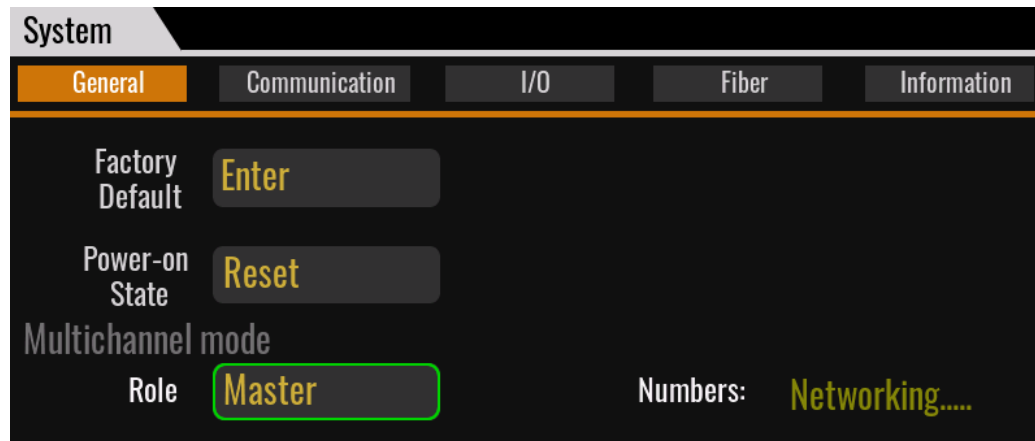 System
General Communication I/O Fiber Information
Factory
Default
Enter
Power-on
State
Reset
Multichannel mode
Role Master Numbers: Networking.....